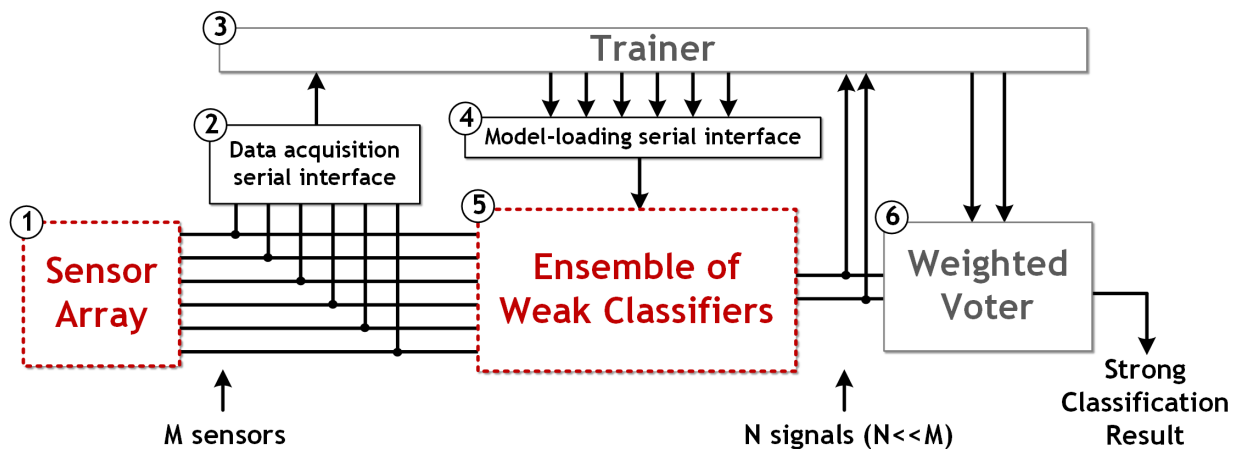 3
Trainer
2
Data acquisition
serial interface
4
Model-loading serial interface
1
Sensor
Array
5
Ensemble of
Weak Classifiers
6
Weighted
Voter
M sensors
N signals (N<<M)
Strong
Classification
Result